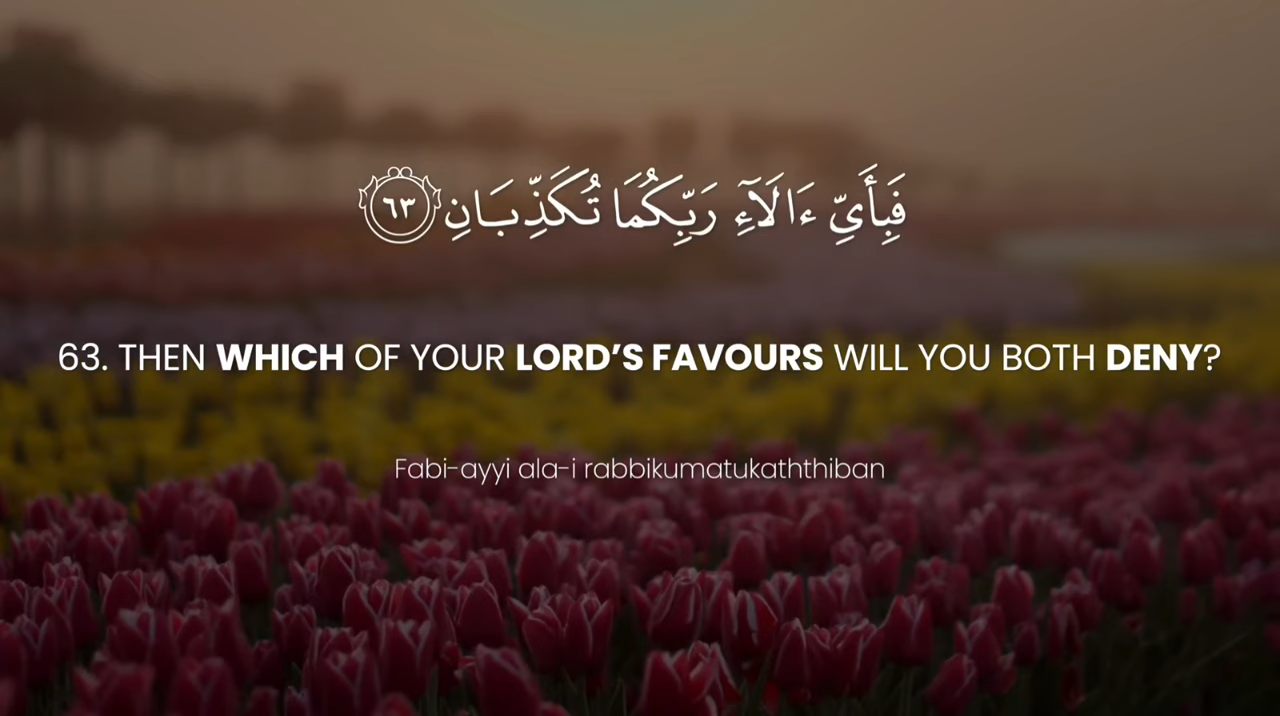 فَبِأَيِّ ءَالَآءِ رَبِّكُمَا تُكَذِّبَانِ ٦٣
63. THEN WHICH OF YOUR LORD’S FAVOURS WILL YOU BOTH DENY?
Fabi-ayyi ala-i rabbikumatukaththiban